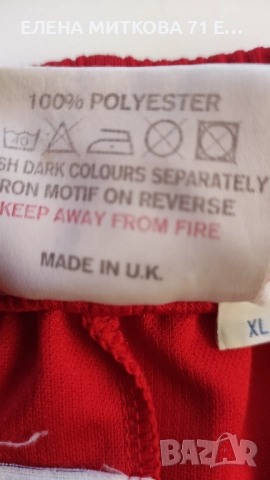 ЕЛЕНА МИТКОВА 71 Е
100% POLYESTER
SH DARK COLOURS SEPARATELY
RON MOTIF ON REVERSE
KEEP AWAY FROM FIRE
MADE IN U.K.
XL
BAZAR